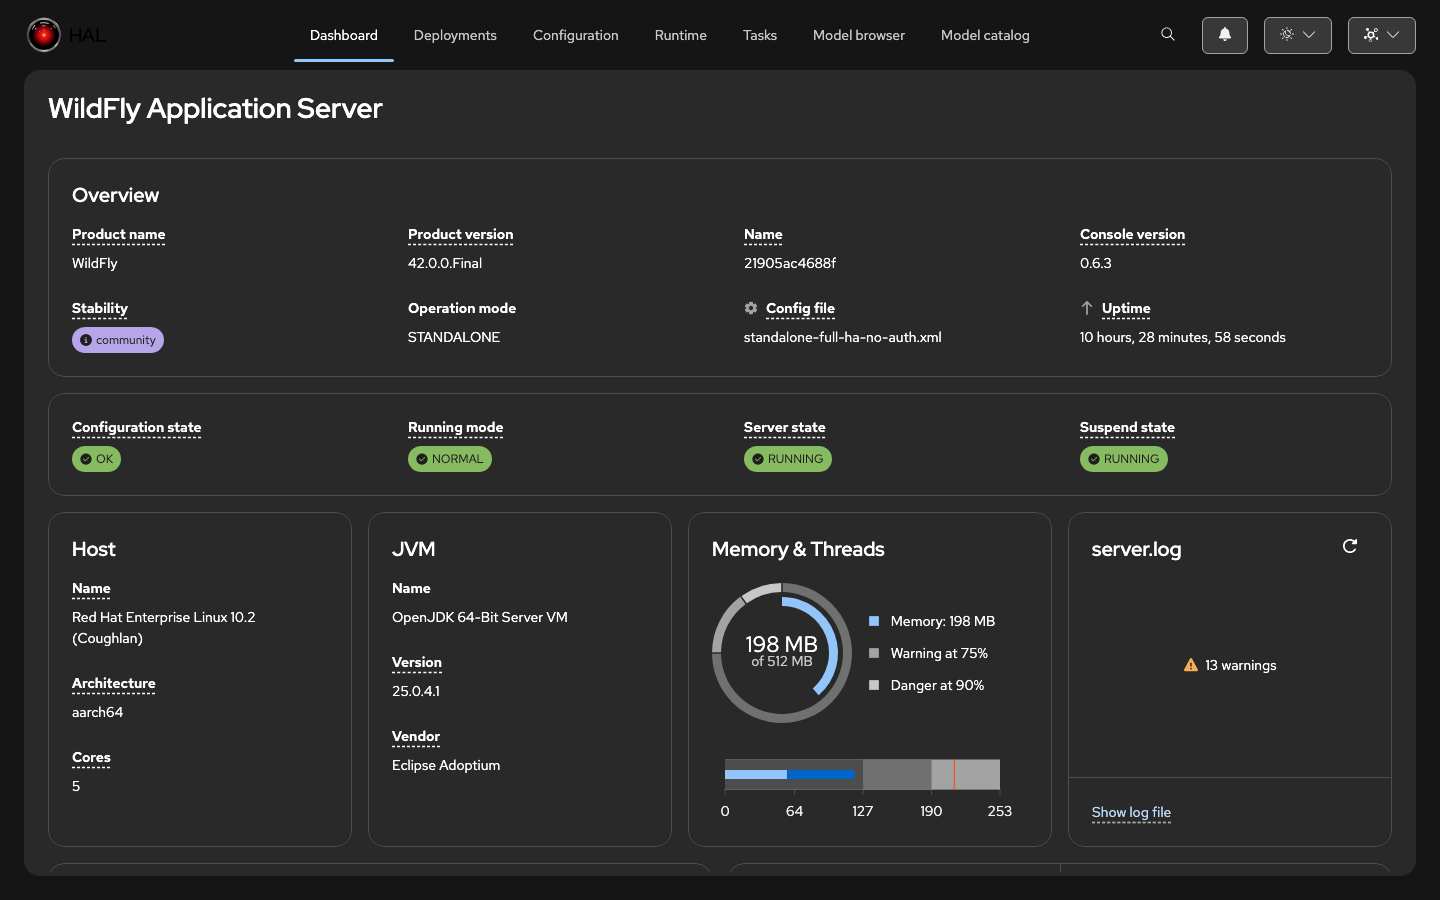 HAL
Dashboard
Deployments
Configuration
Runtime
Tasks
Model browser
Model catalog
WildFly Application Server
Overview
Product name
WildFly
Product version
42.0.0.Final
Name
21905ac4688f
Console version
0.6.3
Stability
community
Operation mode
STANDALONE
Config file
standalone-full-ha-no-auth.xml
Uptime
10 hours, 28 minutes, 58 seconds
Configuration state
OK
Running mode
NORMAL
Server state
RUNNING
Suspend state
RUNNING
Host
Name
Red Hat Enterprise Linux 10.2
(Coughlan)
Architecture
aarch64
Cores
5
JVM
Name
OpenJDK 64-Bit Server VM
Version
25.0.4.1
Vendor
Eclipse Adoptium
Memory & Threads
198 MB
of 512 MB
Memory: 198 MB
Warning at 75%
Danger at 90%
0
64
127
190
253
server.log
13 warnings
Show log file